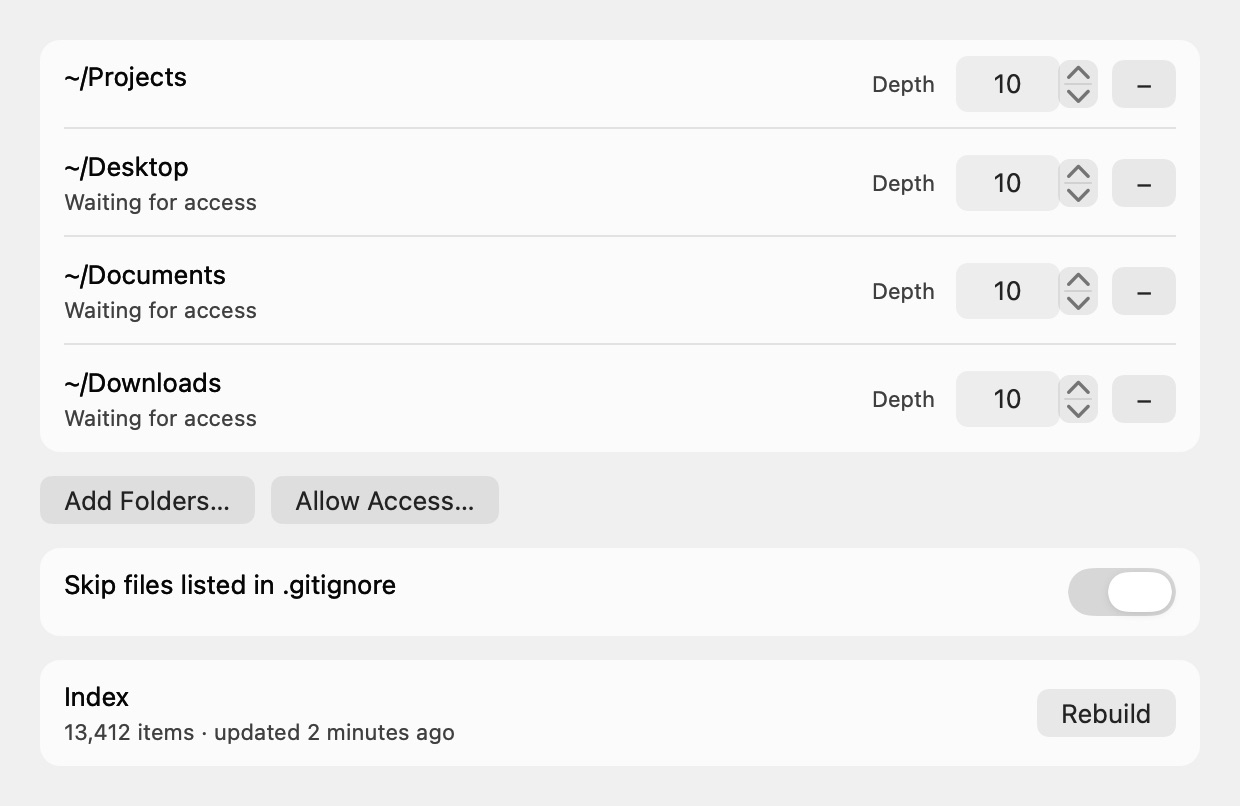 ~/Projects
Depth 10 –
~/Desktop
Waiting for access
Depth 10 –
~/Documents
Waiting for access
Depth 10 –
~/Downloads
Waiting for access
Depth 10 –
Add Folders... Allow Access...
Skip files listed in .gitignore
Index
13,412 items · updated 2 minutes ago
Rebuild